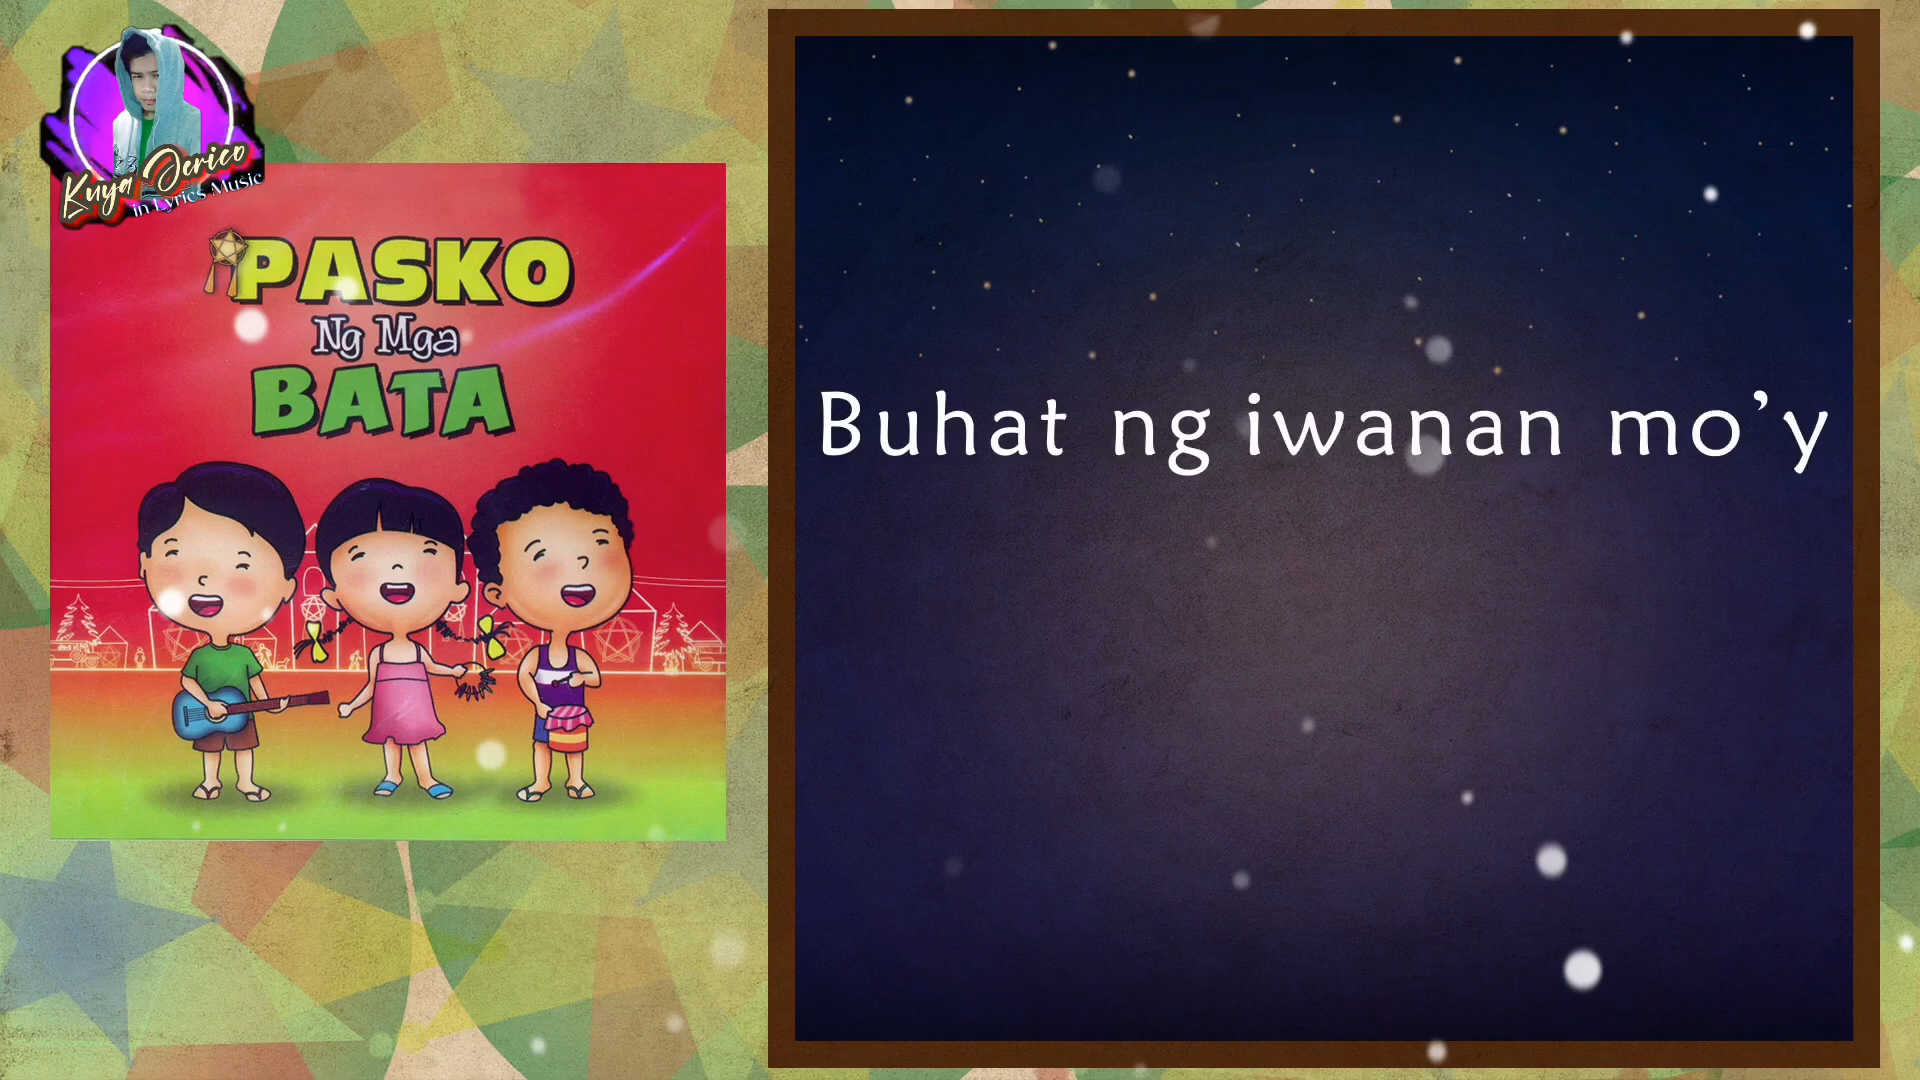 Kuya Jerico
in Lyrics Music
PASKO
Ng Mga
BATA
Buhat ng iwanan mo’y